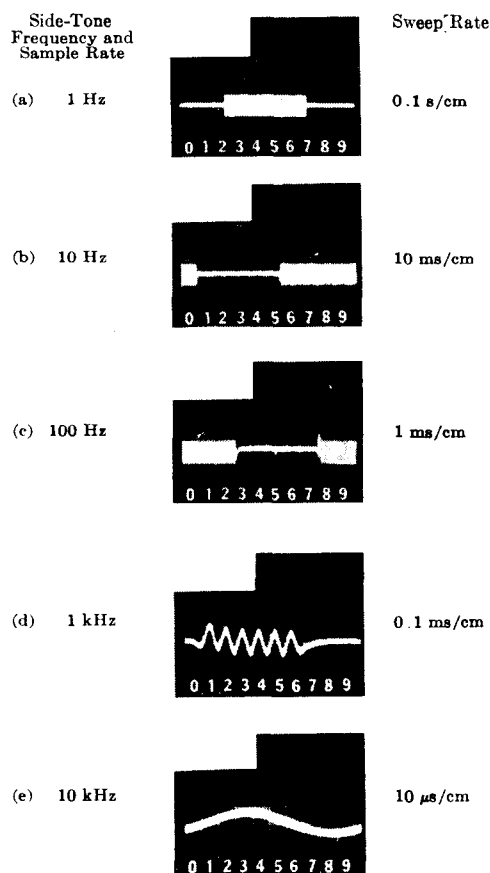 Side-Tone
Frequency and
Sample Rate
Sweep Rate
(a) 1 Hz
0.1 s/cm
0 1 2 3 4 5 6 7 8 9
(b) 10 Hz
10 ms/cm
0 1 2 3 4 5 6 7 8 9
(c) 100 Hz
1 ms/cm
0 1 2 3 4 5 6 7 8 9
(d) 1 kHz
0.1 ms/cm
0 1 2 3 4 5 6 7 8 9
(e) 10 kHz
10 μs/cm
0 1 2 3 4 5 6 7 8 9